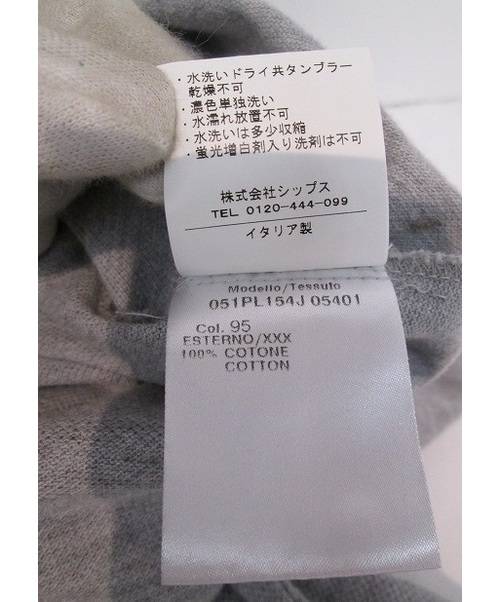 ・水洗いドライ共タンブラー
乾燥不可
・濃色単独洗い
・水濡れ放置不可
・水洗いは多少収縮
・蛍光増白剤入り洗剤は不可
株式会社シップス
TEL 0120-444-099
イタリア製
Modello/Tessuto
051PL154J 05401
Col. 95
ESTERNO/XXX
100% COTONE
COTTON